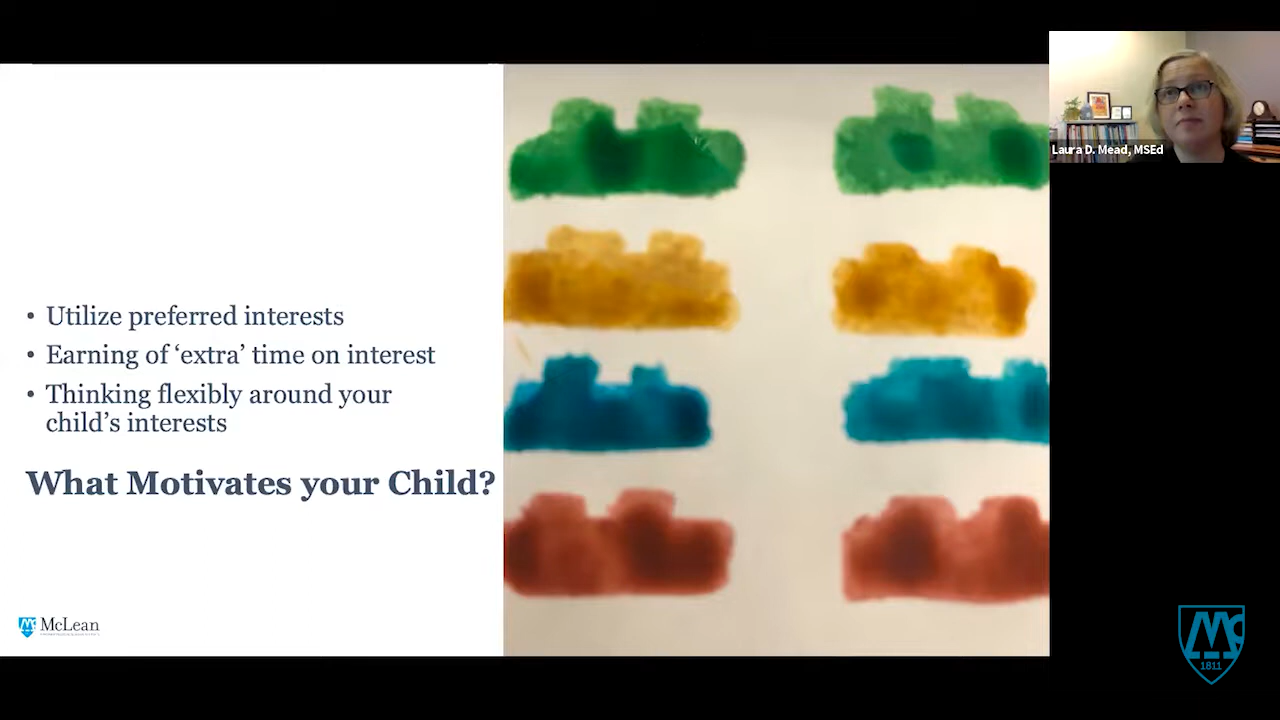 Laura D. Mead, MSEd
• Utilize preferred interests
• Earning of ‘extra’ time on interest
• Thinking flexibly around your
child’s interests
What Motivates your Child?
McLean
1811